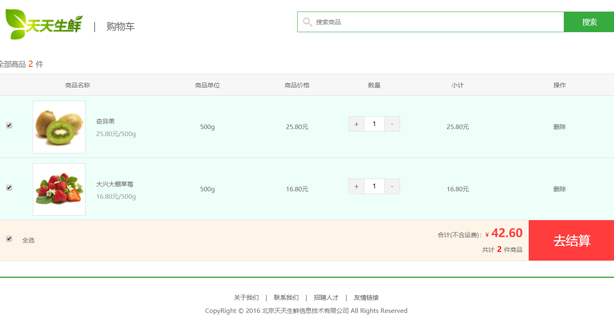 天天生鲜 | 购物车
搜索商品 搜索
全部商品 2 件
商品名称 商品单位 商品价格 数量 小计 操作
奇异果
25.80元/500g
500g 25.80元 + 1 - 25.80元 删除
大兴大棚草莓
16.80元/500g
500g 16.80元 + 1 - 16.80元 删除
全选
合计(不含运费): ¥ 42.60
共计 2 件商品
去结算
关于我们 | 联系我们 | 招聘人才 | 友情链接
CopyRight © 2016 北京天天生鲜信息技术有限公司 All Rights Reserved